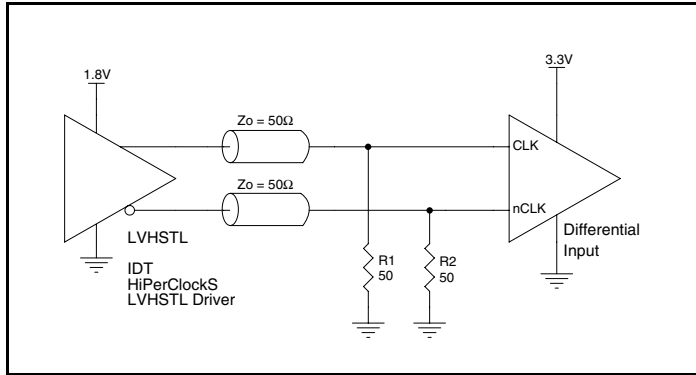 1.8V
3.3V
Zo = 50Ω
CLK
Zo = 50Ω
nCLK
LVHSTL
IDT
HiPerClockS
LVHSTL Driver
R1
50
R2
50
Differential
Input